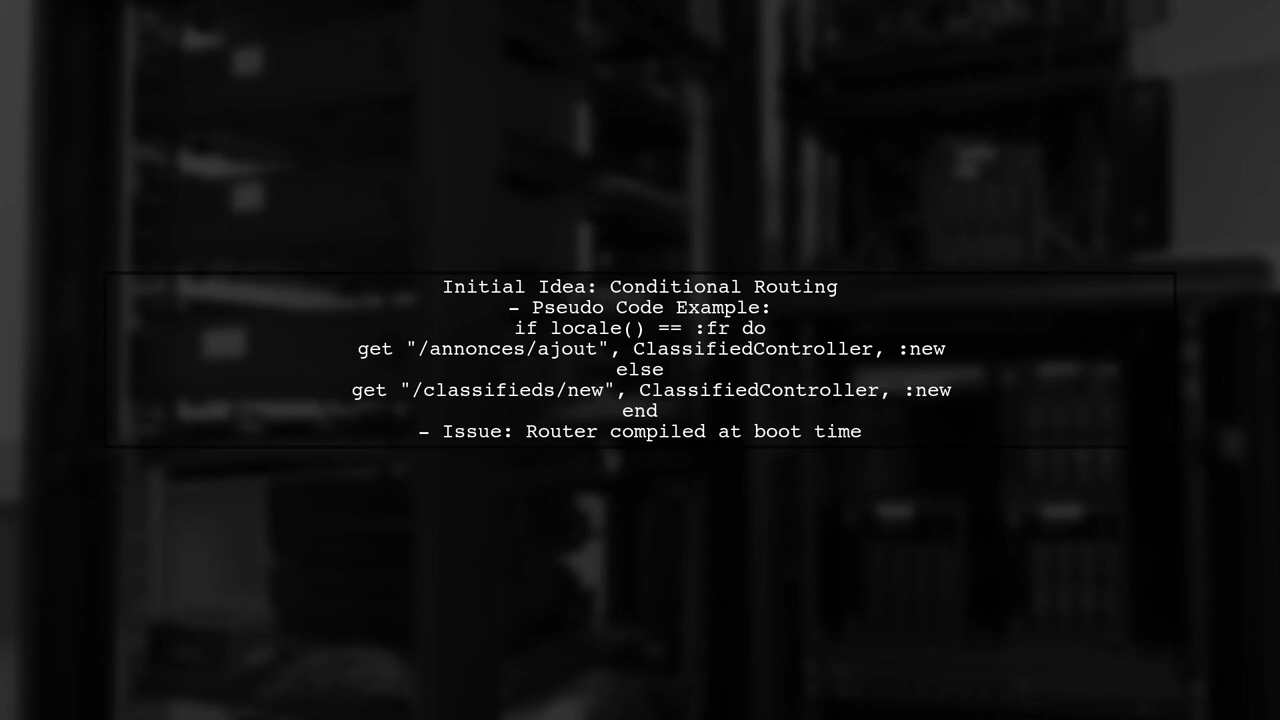 Initial Idea: Conditional Routing
– Pseudo Code Example:
if locale() == :fr do
get "/annonces/ajout", ClassifiedController, :new
else
get "/classifieds/new", ClassifiedController, :new
end
– Issue: Router compiled at boot time